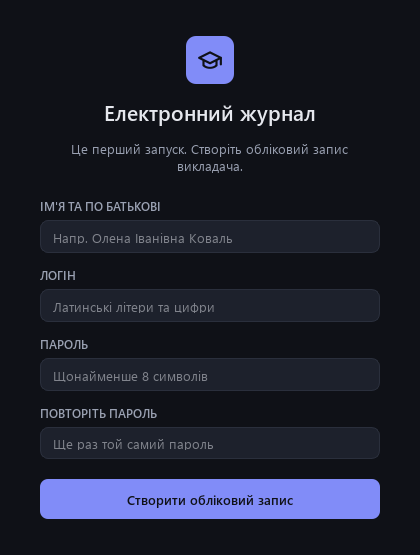 Електронний журнал
Це перший запуск. Створіть обліковий запис
викладача.
ІМ'Я ТА ПО БАТЬКОВІ
Напр. Олена Іванівна Коваль
ЛОГІН
Латинські літери та цифри
ПАРОЛЬ
Щонайменше 8 символів
ПОВТОРІТЬ ПАРОЛЬ
Ще раз той самий пароль
Створити обліковий запис